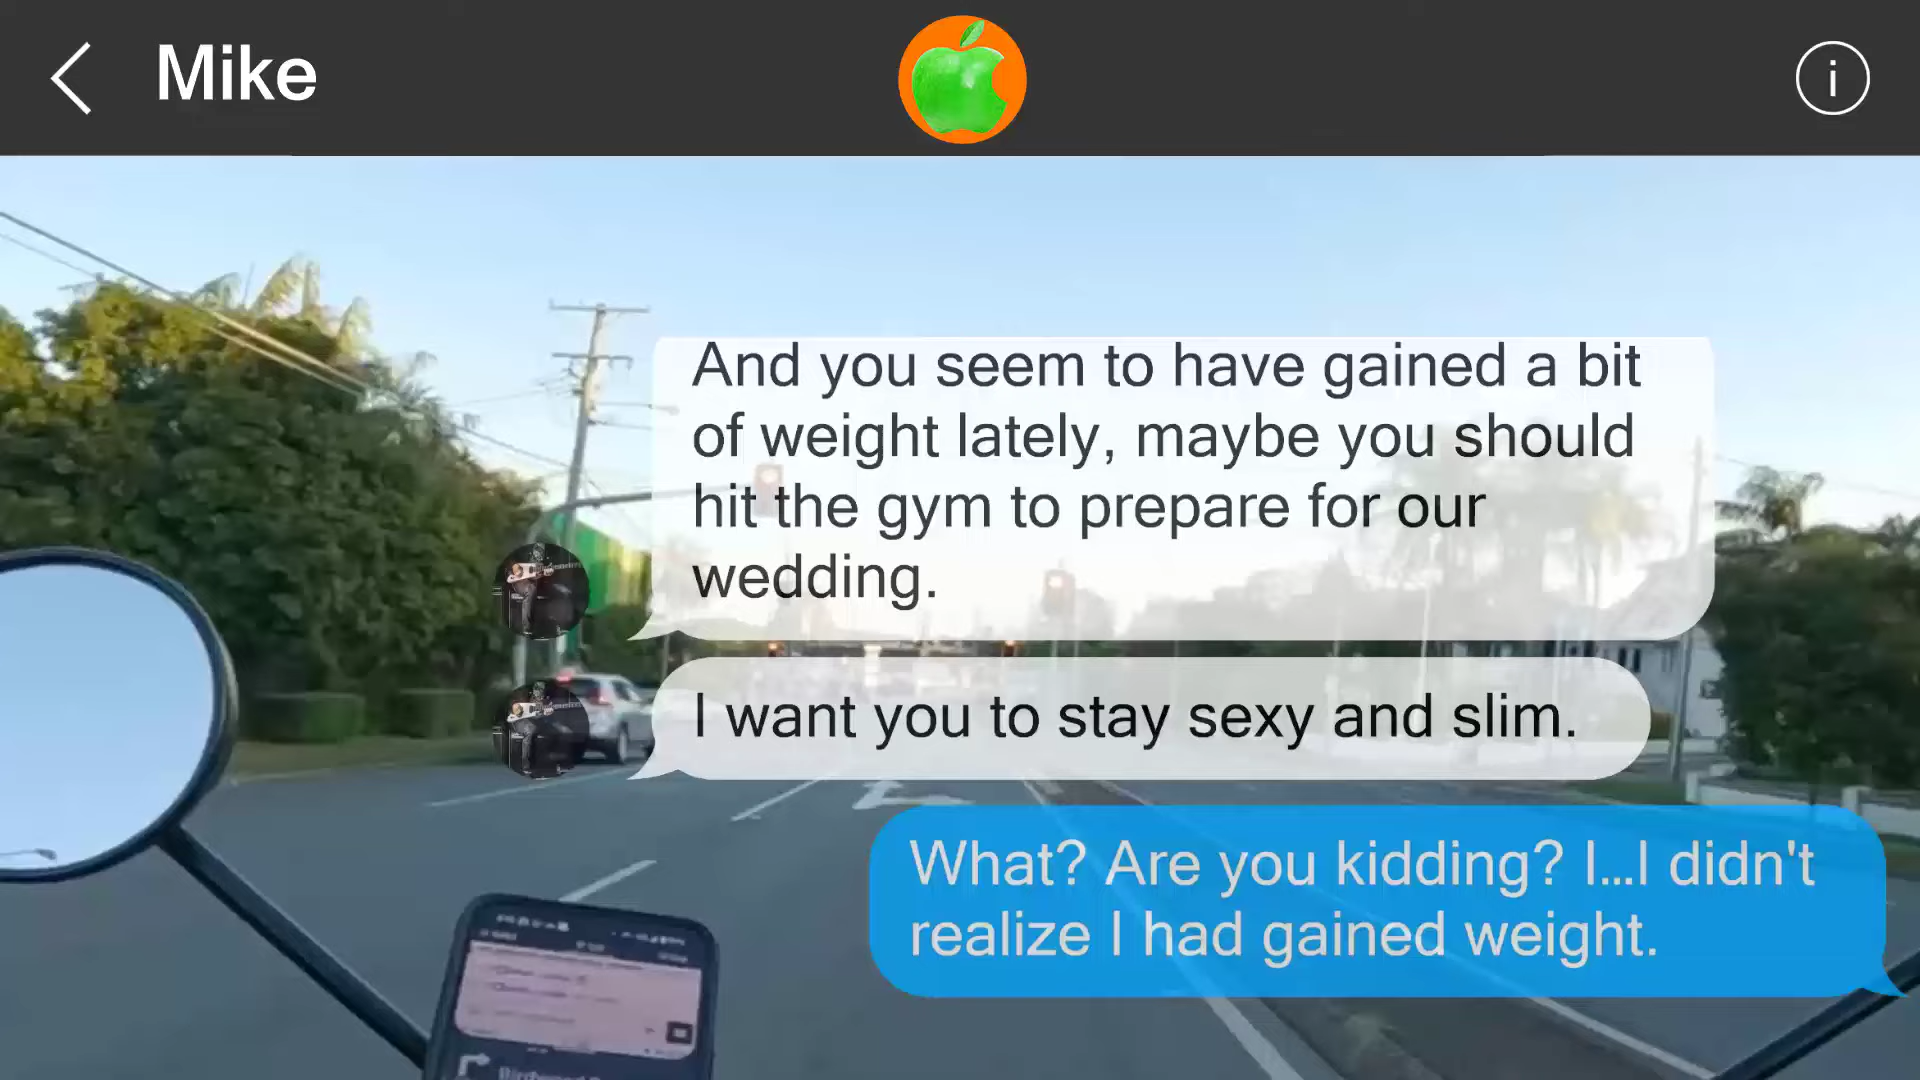 Mike
i
And you seem to have gained a bit
of weight lately, maybe you should
hit the gym to prepare for our
wedding.
I want you to stay sexy and slim.
What? Are you kidding? I...I didn't
realize I had gained weight.